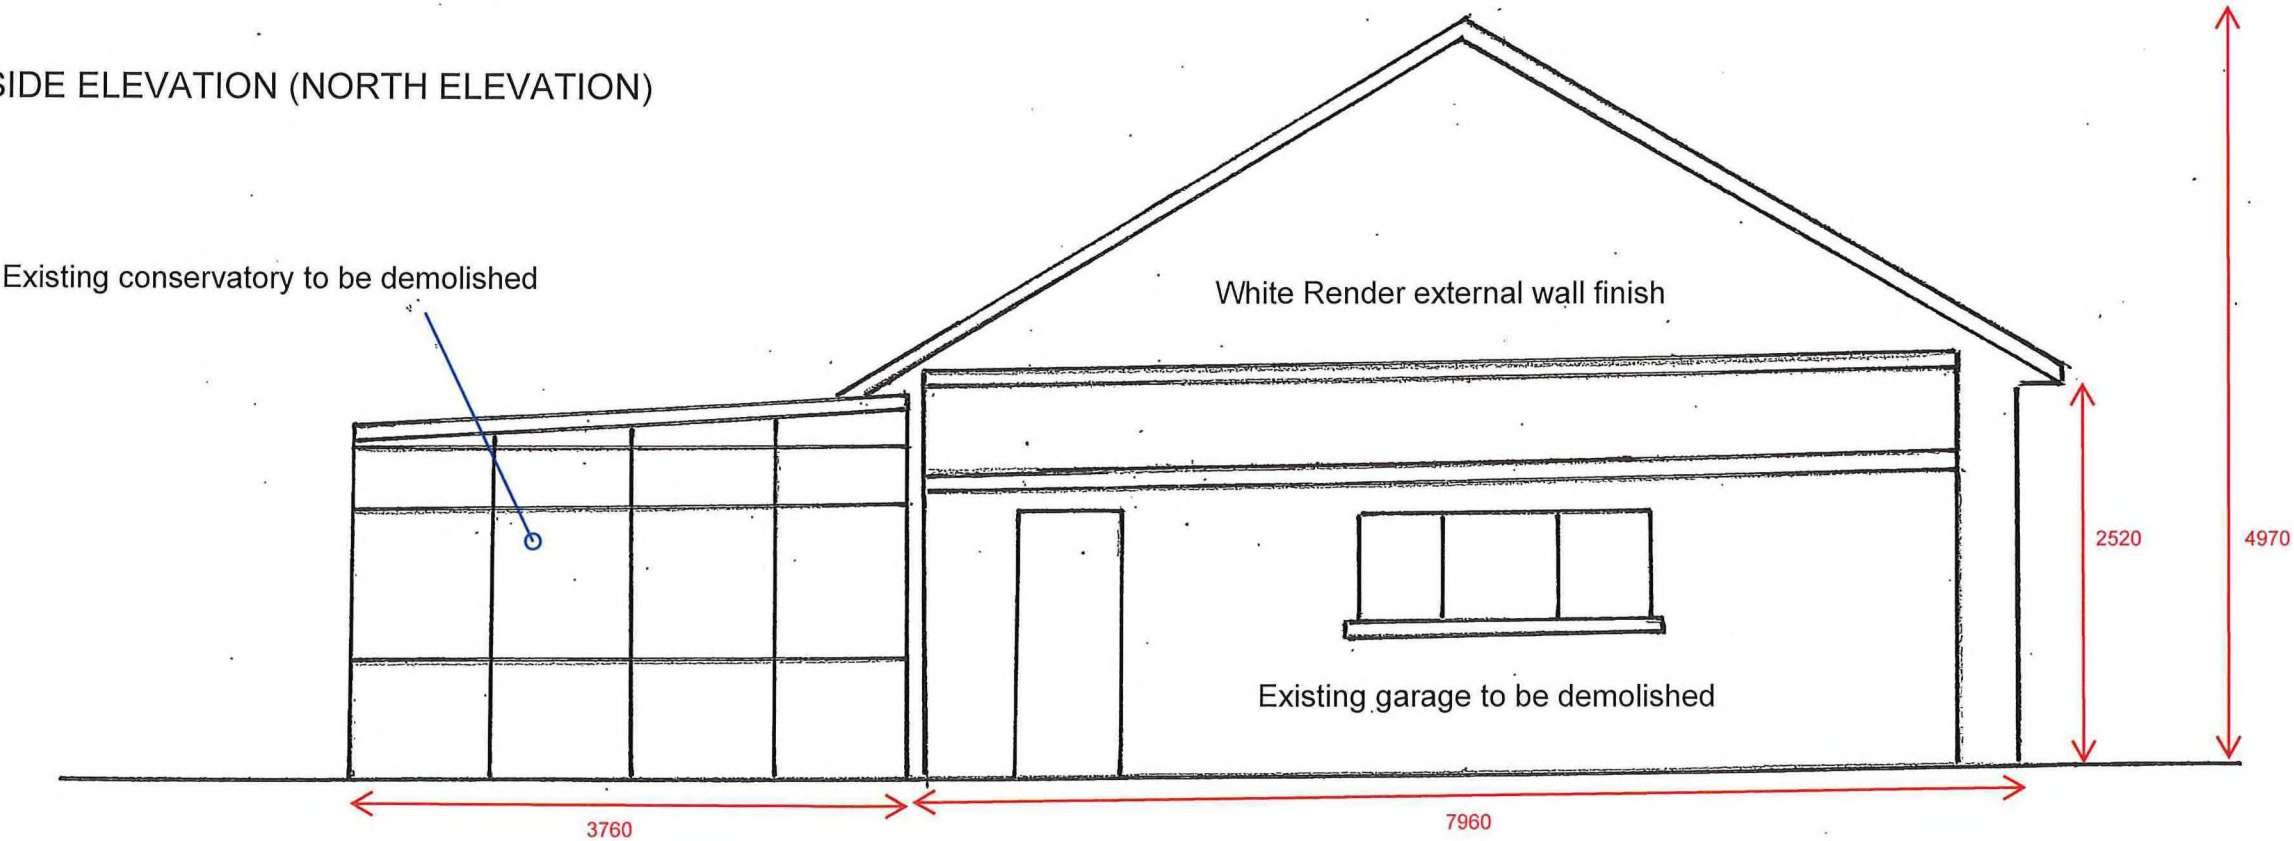 SIDE ELEVATION (NORTH ELEVATION)
Existing conservatory to be demolished
White Render external wall finish
2520
4970
Existing garage to be demolished
3760
7960